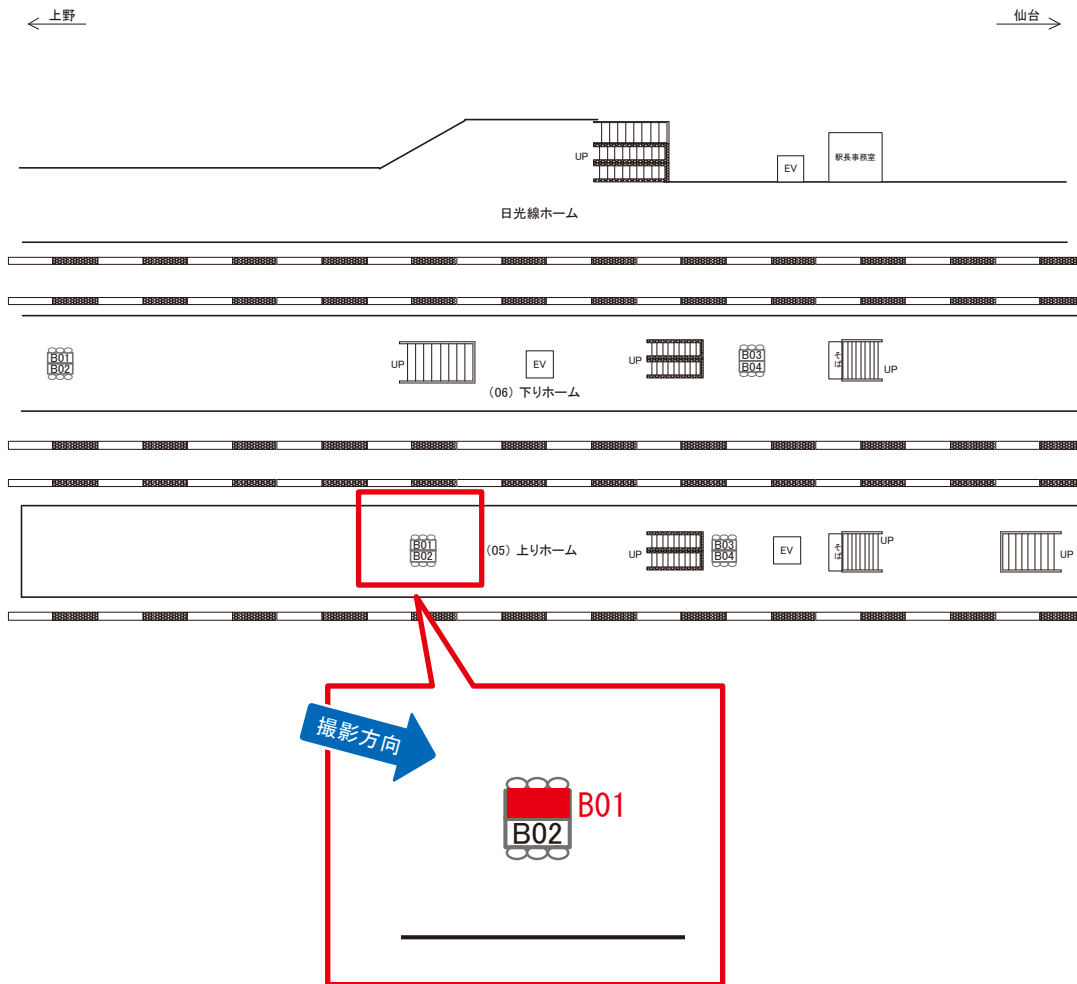 上野
仙台
UP
EV
駅長事務室
日光線ホーム
B01
B02
UP
EV
UP
B03
B04
そば
UP
(06) 下りホーム
B01
B02
(05) 上りホーム
UP
B03
B04
EV
そば
UP
UP
撮影方向
B01
B02